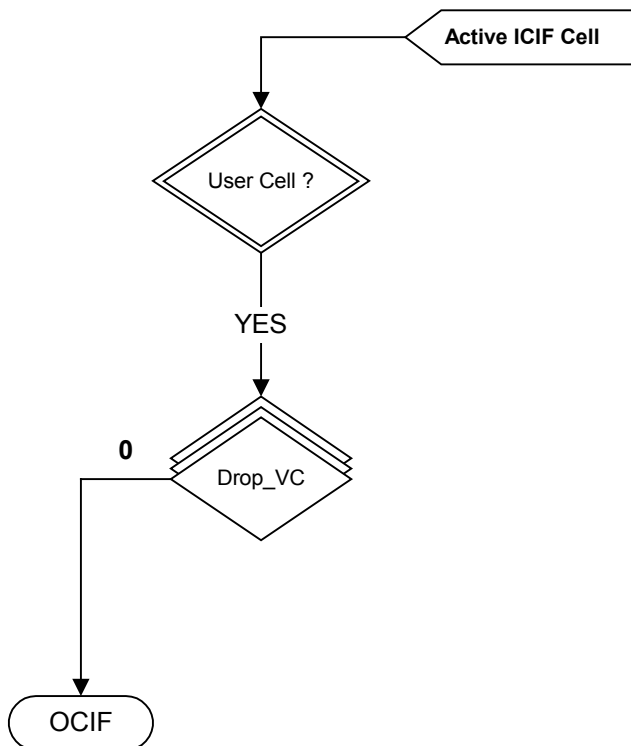 Active ICIF Cell
User Cell ?
YES
0
Drop_VC
OCIF